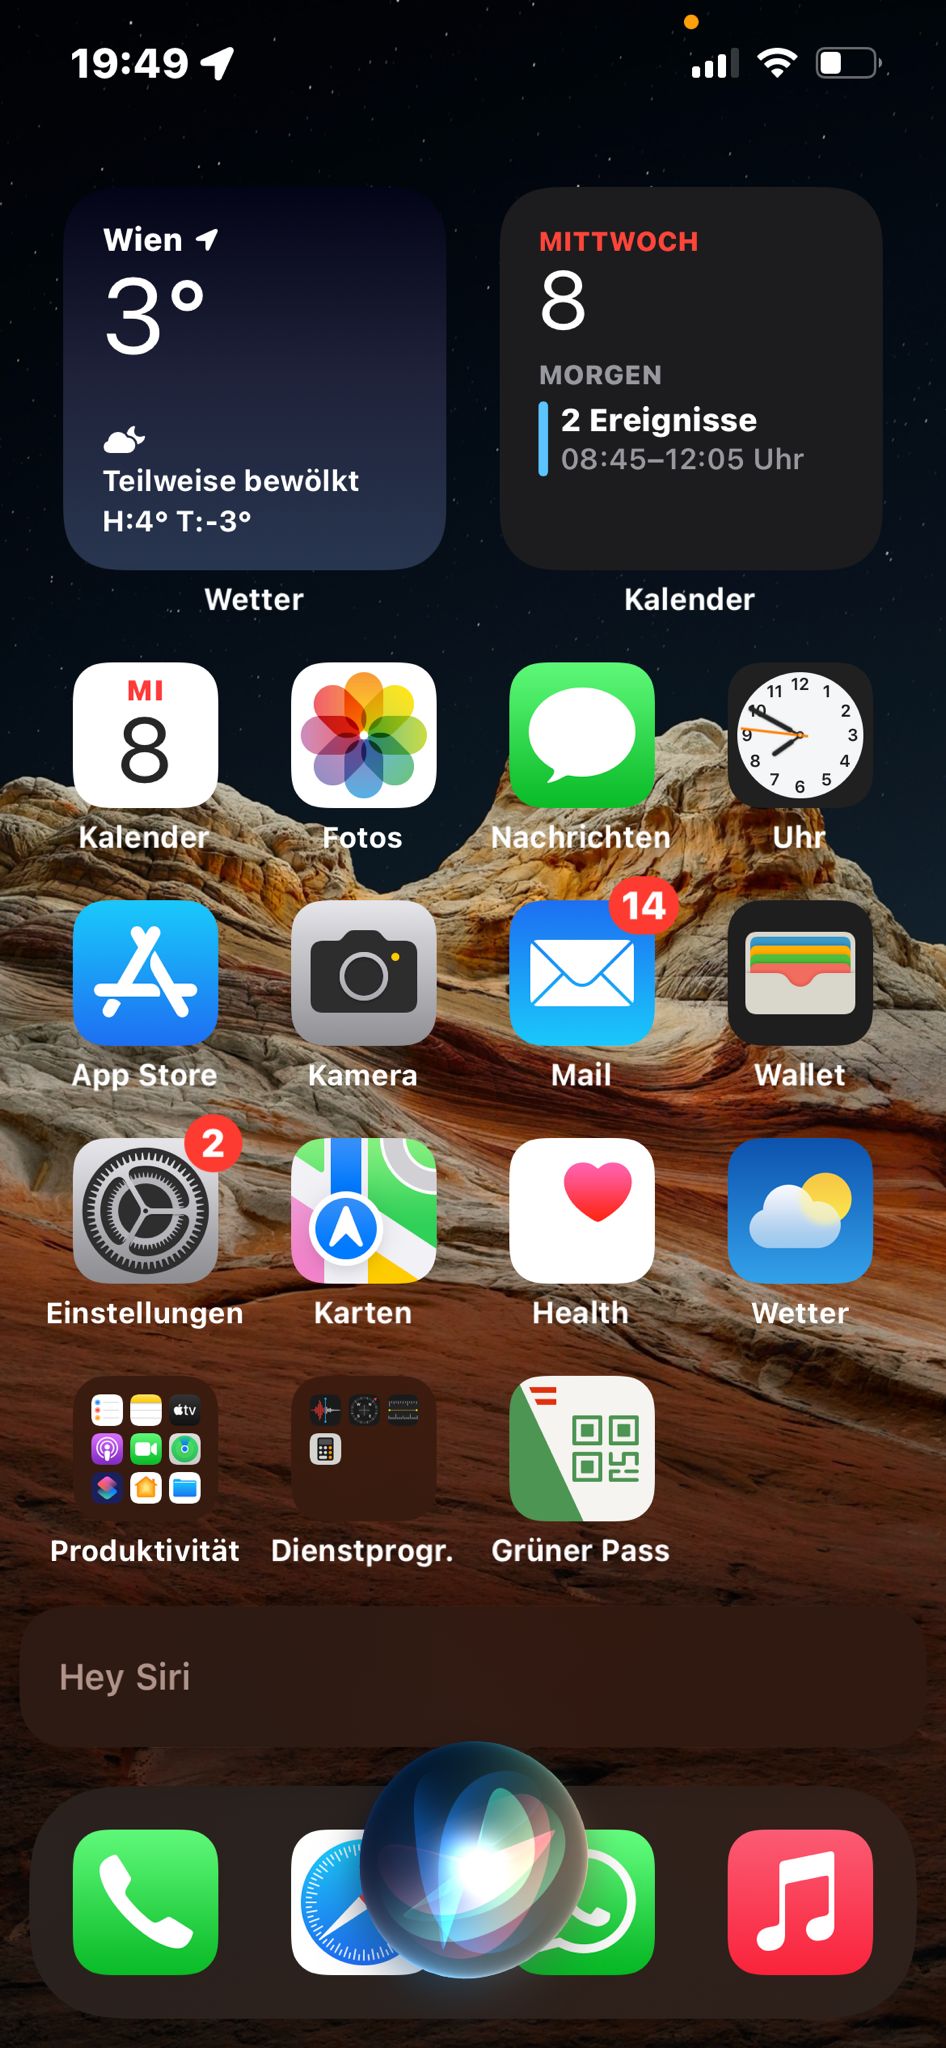 19:49
Wien
3°
Teilweise bewölkt
H:4° T:-3°
Wetter
MITTWOCH
8
MORGEN
2 Ereignisse
08:45–12:05 Uhr
Kalender
MI
8
Kalender
Fotos
Nachrichten
12
11
1
10
2
9
3
8
4
7
5
6
Uhr
App Store
Kamera
14
Mail
Wallet
2
Einstellungen
Karten
Health
Wetter
tv
Produktivität
Dienstprogr.
Grüner Pass
Hey Siri